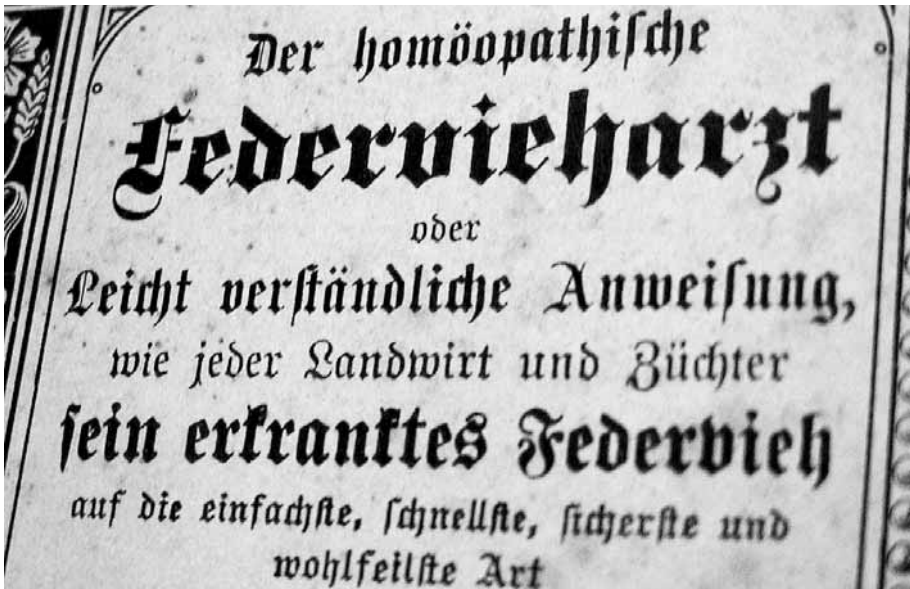 Der homöopathiſche
Federvieharzt
oder
Leicht verſtändliche Anweiſung,
wie jeder Landwirt und Züchter
ſein erkranktes Federvieh
auf die einfachſte, ſchnellſte, ſicherſte und
wohlfeilſte Art